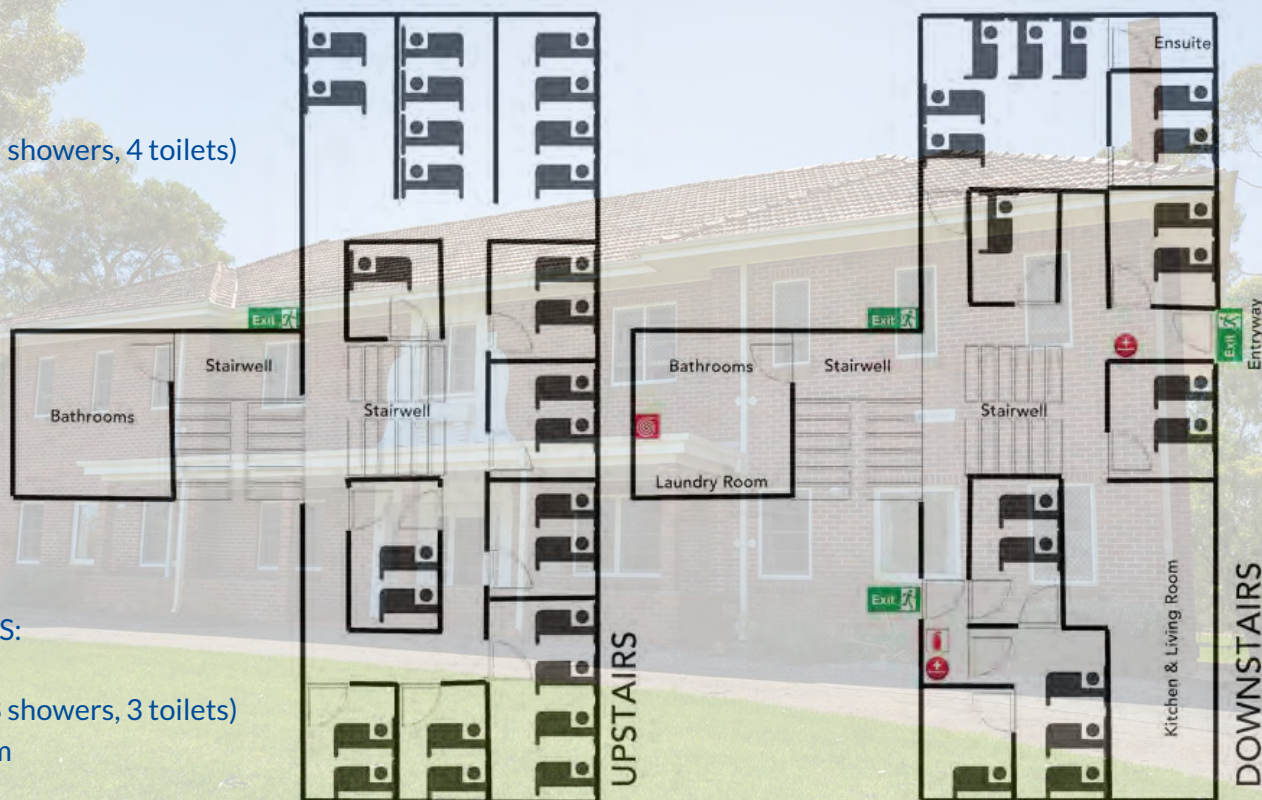 showers, 4 toilets)
S:
showers, 3 toilets)
Ensuite
Exit
Stairwell
Bathrooms
Stairwell
UPSTAIRS
Exit
Exit
Entryway
Bathrooms
Stairwell
Stairwell
Laundry Room
Exit
Kitchen & Living Room
DOWNSTAIRS